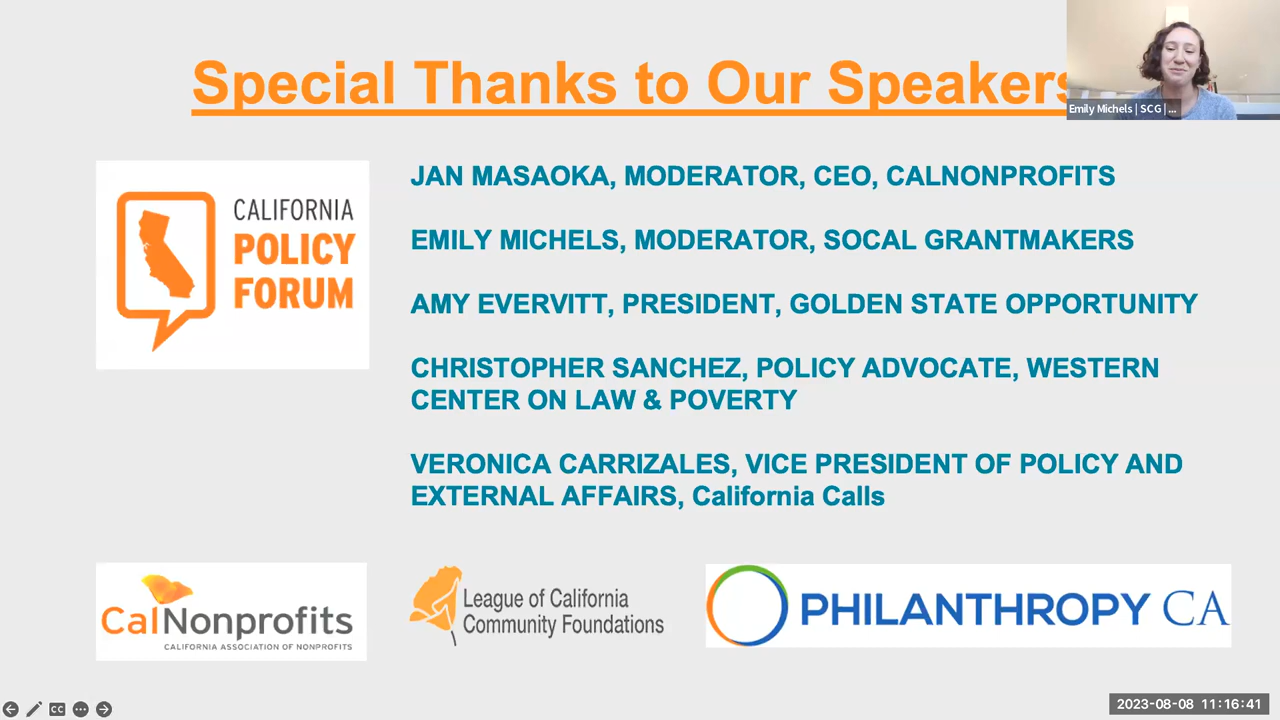 Special Thanks to Our Speakers
Emily Michels | SCG | ...
JAN MASAOKA, MODERATOR, CEO, CALNONPROFITS
EMILY MICHELS, MODERATOR, SOCAL GRANTMAKERS
AMY EVERVITT, PRESIDENT, GOLDEN STATE OPPORTUNITY
CHRISTOPHER SANCHEZ, POLICY ADVOCATE, WESTERN
CENTER ON LAW & POVERTY
VERONICA CARRIZALES, VICE PRESIDENT OF POLICY AND
EXTERNAL AFFAIRS, California Calls
CALIFORNIA
POLICY
FORUM
CalNonprofits
CALIFORNIA ASSOCIATION OF NONPROFITS
League of California
Community Foundations
PHILANTHROPY CA
CC
2023-08-08 11:16:41